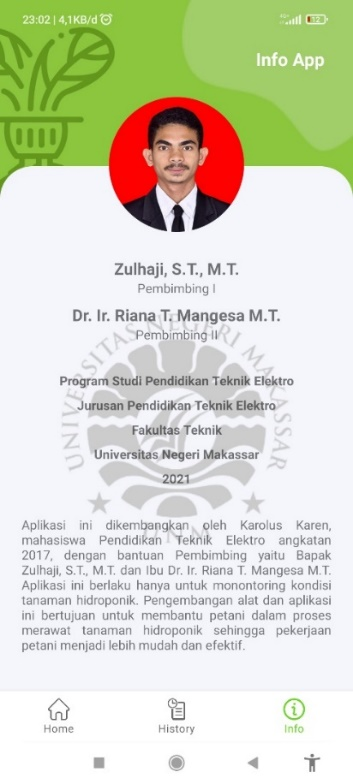 23:02 | 4,1KB/d
Info App
Zulhaji, S.T., M.T.
Pembimbing I
Dr. Ir. Riana T. Mangesa M.T.
Pembimbing II
UNIVERSITAS NEGERI MAKASSAR
Program Studi Pendidikan Teknik Elektro
Jurusan Pendidikan Teknik Elektro
Fakultas Teknik
Universitas Negeri Makassar
2021
Aplikasi ini dikembangkan oleh Karolus Karen,
mahasiswa Pendidikan Teknik Elektro angkatan
2017, dengan bantuan Pembimbing yaitu Bapak
Zulhaji, S.T., M.T. dan Ibu Dr. Ir. Riana T. Mangesa M.T.
Aplikasi ini berlaku hanya untuk monontoring kondisi
tanaman hidroponik. Pengembangan alat dan aplikasi
ini bertujuan untuk membantu petani dalam proses
merawat tanaman hidroponik sehingga pekerjaan
petani menjadi lebih mudah dan efektif.
Home
History
Info